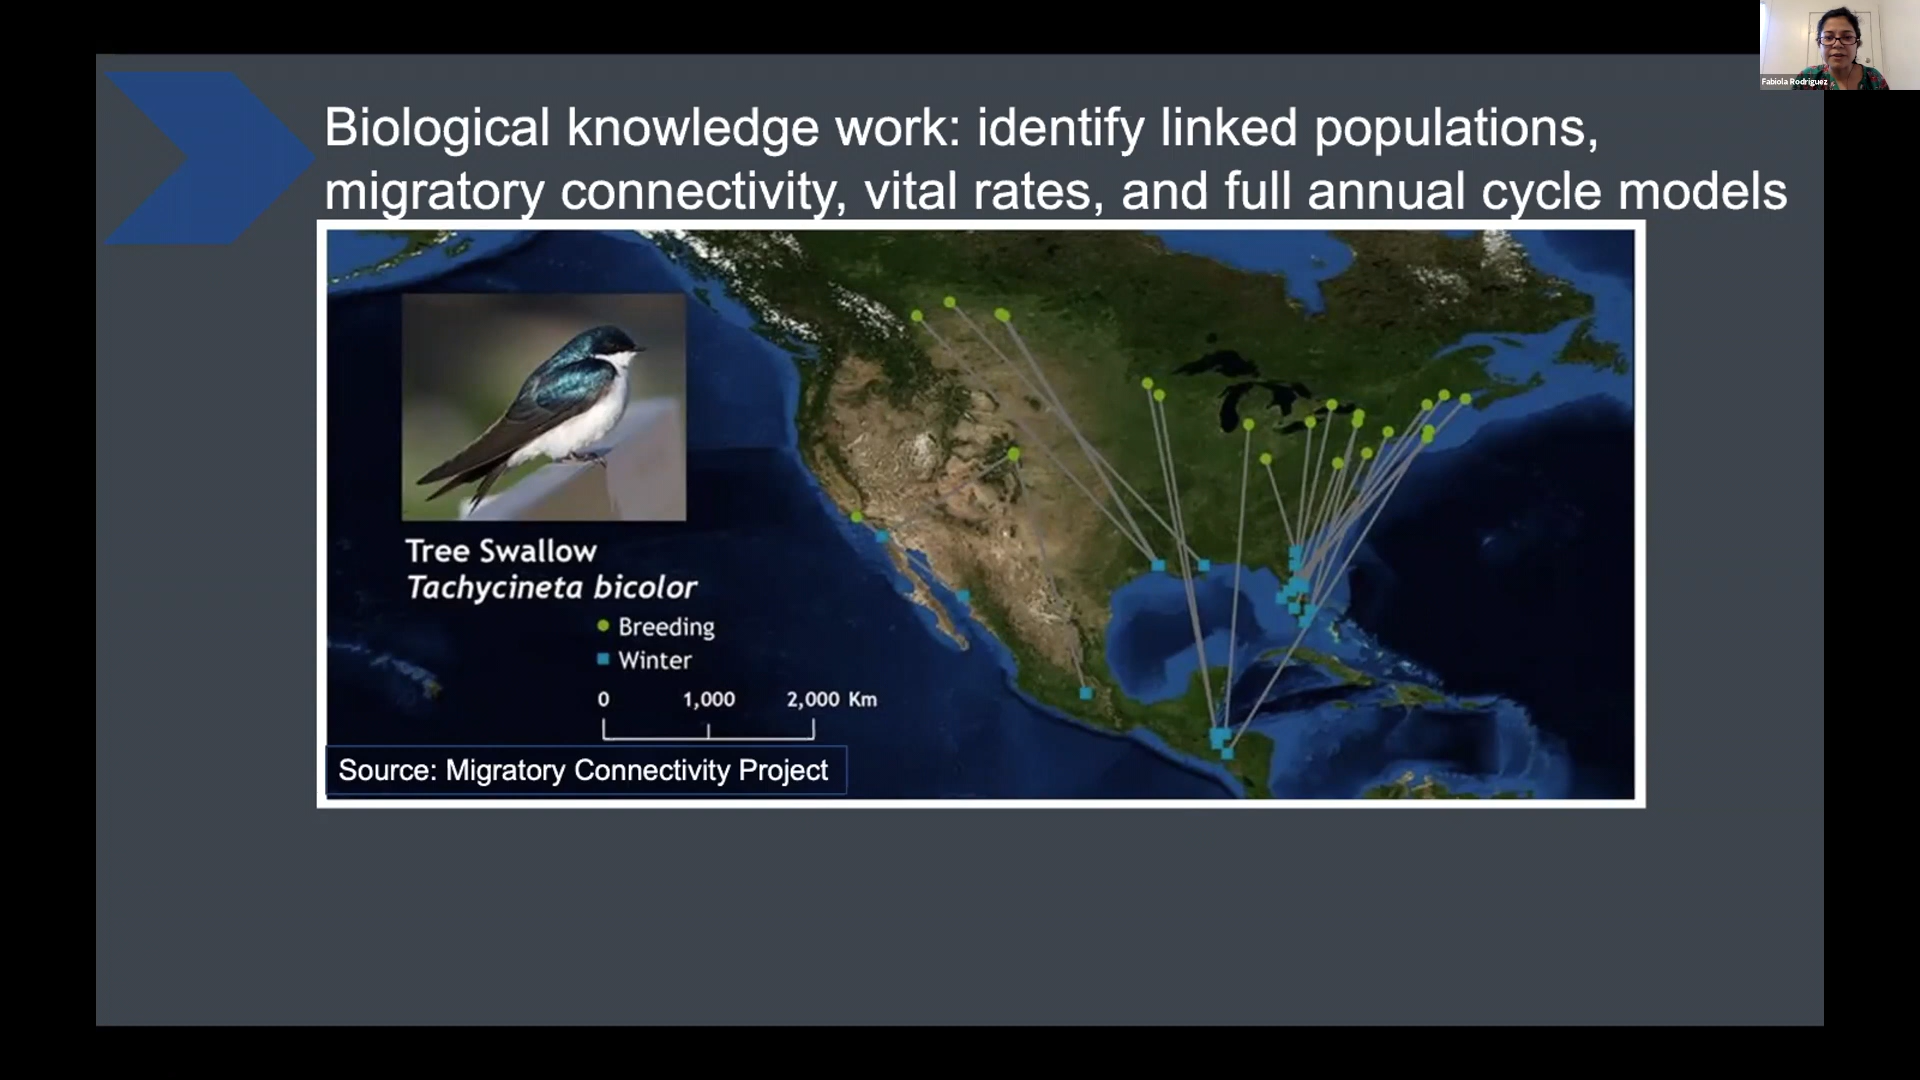 Fabiola Rodriguez
Biological knowledge work: identify linked populations,
migratory connectivity, vital rates, and full annual cycle models
Tree Swallow
Tachycineta bicolor
Breeding
Winter
0 1,000 2,000 Km
Source: Migratory Connectivity Project